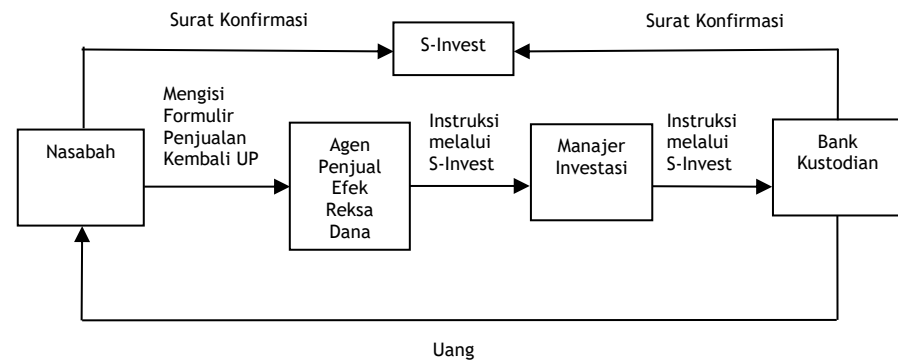 Surat Konfirmasi
Surat Konfirmasi
S-Invest
Mengisi
Formulir
Penjualan
Kembali UP
Nasabah
Agen
Penjual
Efek
Reksa
Dana
Instruksi
melalui
S-Invest
Manajer
Investasi
Instruksi
melalui
S-Invest
Bank
Kustodian
Uang